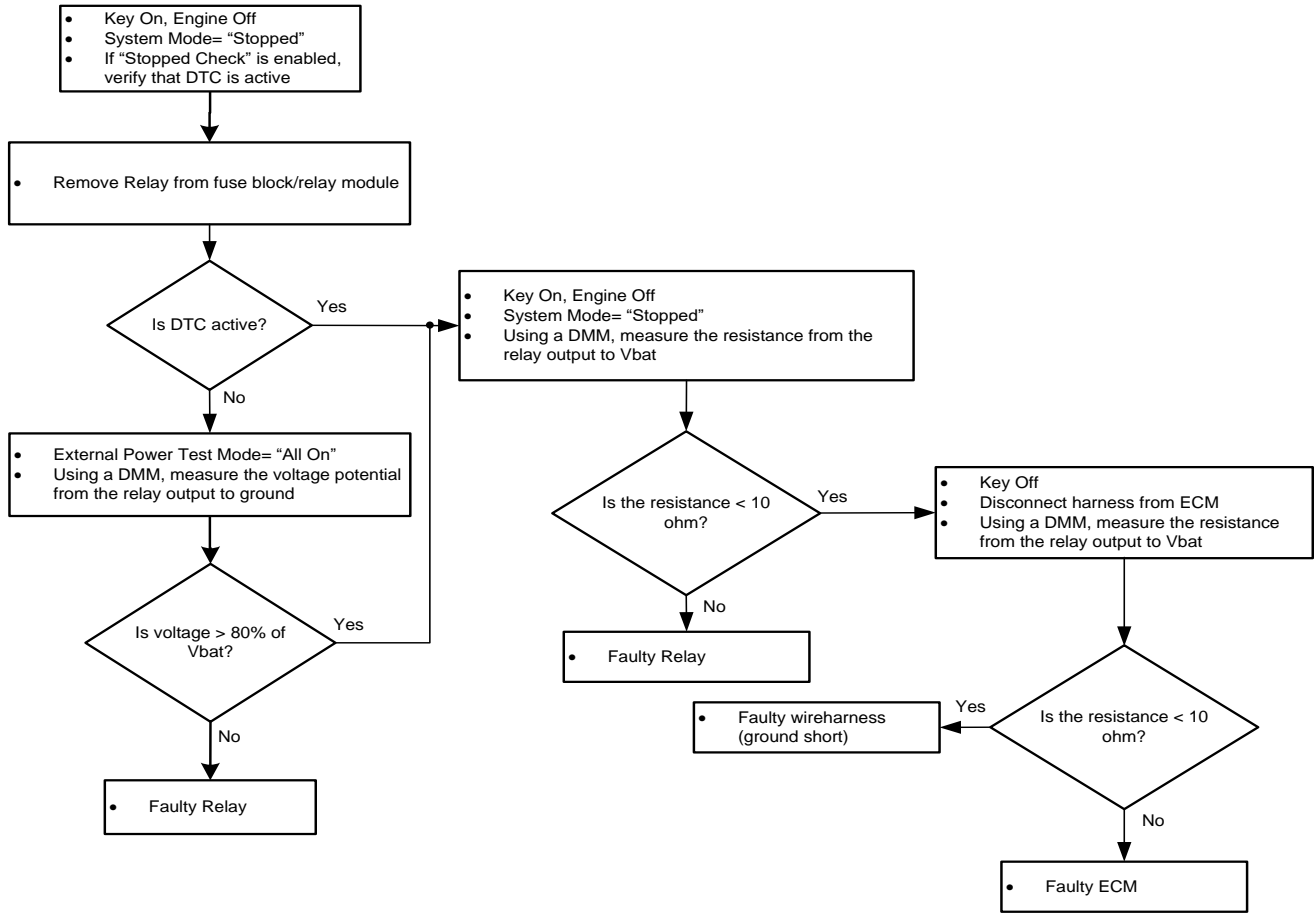 • Key On, Engine Off
• System Mode= “Stopped”
• If “Stopped Check” is enabled,
verify that DTC is active
• Remove Relay from fuse block/relay module
Is DTC active?
Yes
No
• External Power Test Mode= “All On”
• Using a DMM, measure the voltage potential
from the relay output to ground
Is voltage > 80% of
Vbat?
Yes
No
• Faulty Relay
• Key On, Engine Off
• System Mode= “Stopped”
• Using a DMM, measure the resistance from the
relay output to Vbat
Is the resistance < 10
ohm?
Yes
No
• Faulty Relay
• Key Off
• Disconnect harness from ECM
• Using a DMM, measure the resistance
from the relay output to Vbat
Is the resistance < 10
ohm?
Yes
• Faulty wireharness
(ground short)
No
• Faulty ECM